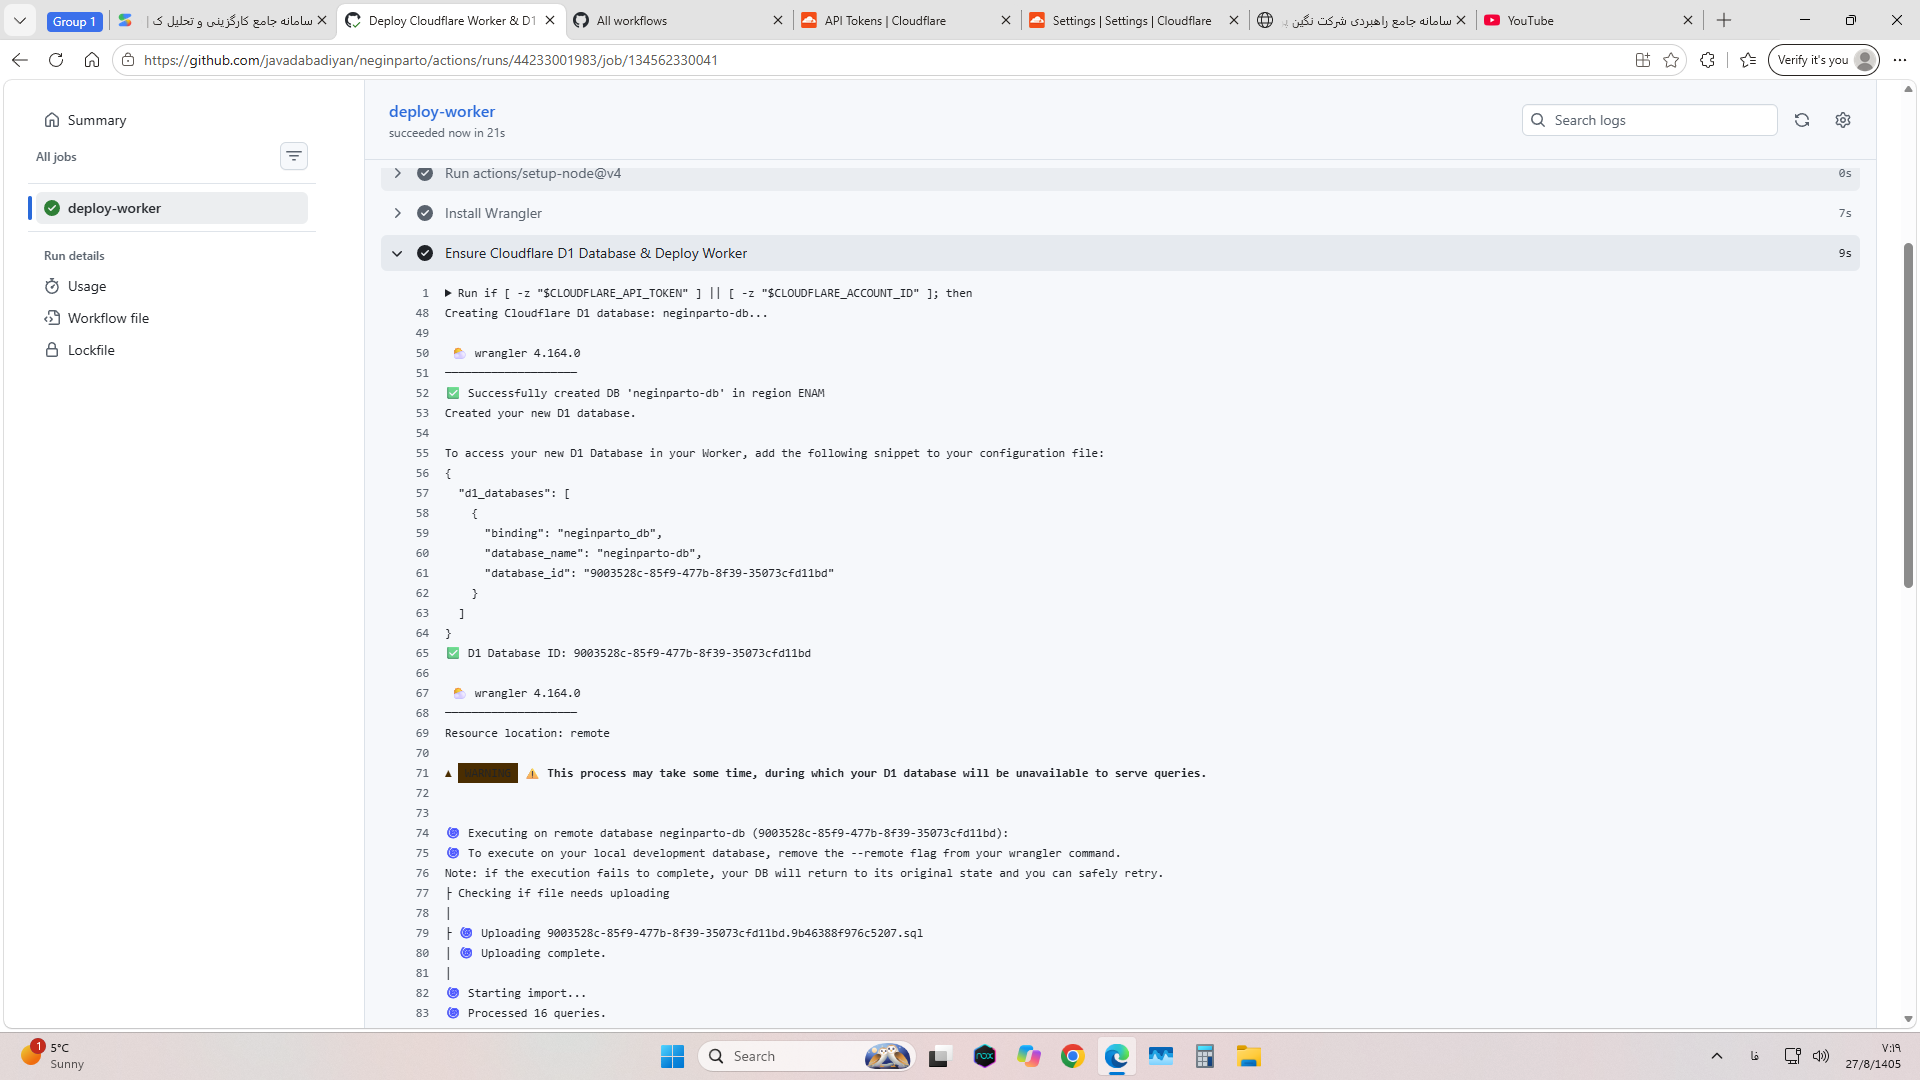 Group 1
سامانه جامع کارگزینی و تحلیل ک
Deploy Cloudflare Worker & D1
All workflows
API Tokens | Cloudflare
Settings | Settings | Cloudflare
سامانه جامع راهبردی شرکت نگین پ
YouTube
https://github.com/javadabadiyan/neginparto/actions/runs/44233001983/job/134562330041
Verify it's you
Summary
All jobs
deploy-worker
Run details
Usage
Workflow file
Lockfile
deploy-worker
succeeded now in 21s
Search logs
Run actions/setup-node@v4
0s
Install Wrangler
7s
Ensure Cloudflare D1 Database & Deploy Worker
9s
1 Run if [ -z "$CLOUDFLARE_API_TOKEN" ] || [ -z "$CLOUDFLARE_ACCOUNT_ID" ]; then
48 Creating Cloudflare D1 database: neginparto-db...
49
50 ⛅ wrangler 4.164.0
51 ────────────────────
52 ✅ Successfully created DB 'neginparto-db' in region ENAM
53 Created your new D1 database.
54
55 To access your new D1 Database in your Worker, add the following snippet to your configuration file:
56 {
57   "d1_databases": [
58     {
59       "binding": "neginparto_db",
60       "database_name": "neginparto-db",
61       "database_id": "9003528c-85f9-477b-8f39-35073cfd11bd"
62     }
63   ]
64 }
65 ✅ D1 Database ID: 9003528c-85f9-477b-8f39-35073cfd11bd
66
67 ⛅ wrangler 4.164.0
68 ────────────────────
69 Resource location: remote
70
71 ▲ WARNING ⚠️ This process may take some time, during which your D1 database will be unavailable to serve queries.
72
73
74 🌀 Executing on remote database neginparto-db (9003528c-85f9-477b-8f39-35073cfd11bd):
75 🌀 To execute on your local development database, remove the --remote flag from your wrangler command.
76 Note: if the execution fails to complete, your DB will return to its original state and you can safely retry.
77 ├ Checking if file needs uploading
78 │
79 ├ 🌀 Uploading 9003528c-85f9-477b-8f39-35073cfd11bd.9b46388f976c5207.sql
80 │ 🌀 Uploading complete.
81 │
82 🌀 Starting import...
83 🌀 Processed 16 queries.
1
5°C
Sunny
Search
nox
فا
۷:۱۹
27/8/1405